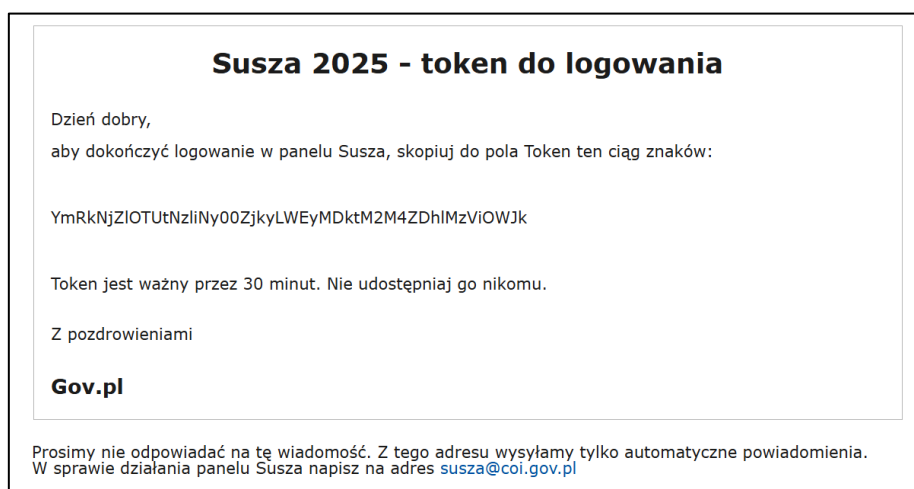 Susza 2025 - token do logowania
Dzień dobry,
aby dokończyć logowanie w panelu Susza, skopiuj do pola Token ten ciąg znaków:
YmRkNjZlOTUtNzliNy00ZjkyLWEyMDktM2M4ZDhlMzViOWJk
Token jest ważny przez 30 minut. Nie udostępniaj go nikomu.
Z pozdrowieniami
Gov.pl
Prosimy nie odpowiadać na tę wiadomość. Z tego adresu wysyłamy tylko automatyczne powiadomienia.
W sprawie działania panelu Susza napisz na adres susza@coi.gov.pl